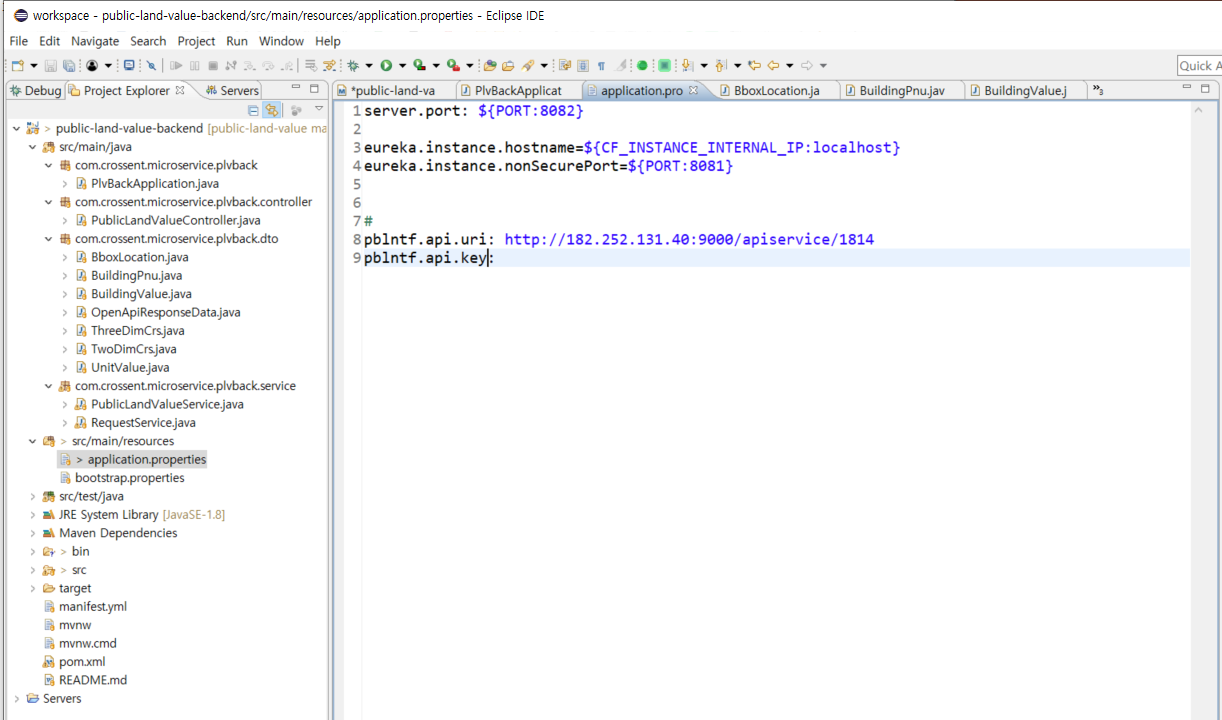 workspace - public-land-value-backend/src/main/resources/application.properties - Eclipse IDE
File Edit Navigate Search Project Run Window Help
Quick A
Debug Project Explorer Servers
*public-land-va PlvBackApplicat application.pro BboxLocation.ja BuildingPnu.jav BuildingValue.j »3
> public-land-value-backend [public-land-value ma
src/main/java
com.crossent.microservice.plvback
PlvBackApplication.java
com.crossent.microservice.plvback.controller
PublicLandValueController.java
com.crossent.microservice.plvback.dto
BboxLocation.java
BuildingPnu.java
BuildingValue.java
OpenApiResponseData.java
ThreeDimCrs.java
TwoDimCrs.java
UnitValue.java
com.crossent.microservice.plvback.service
PublicLandValueService.java
RequestService.java
> src/main/resources
> application.properties
bootstrap.properties
src/test/java
JRE System Library [JavaSE-1.8]
Maven Dependencies
> bin
> src
target
manifest.yml
mvnw
mvnw.cmd
pom.xml
README.md
Servers
1 server.port: ${PORT:8082}
2
3 eureka.instance.hostname=${CF_INSTANCE_INTERNAL_IP:localhost}
4 eureka.instance.nonSecurePort=${PORT:8081}
5
6
7 #
8 pblntf.api.uri: http://182.252.131.40:9000/apiservice/1814
9 pblntf.api.key: